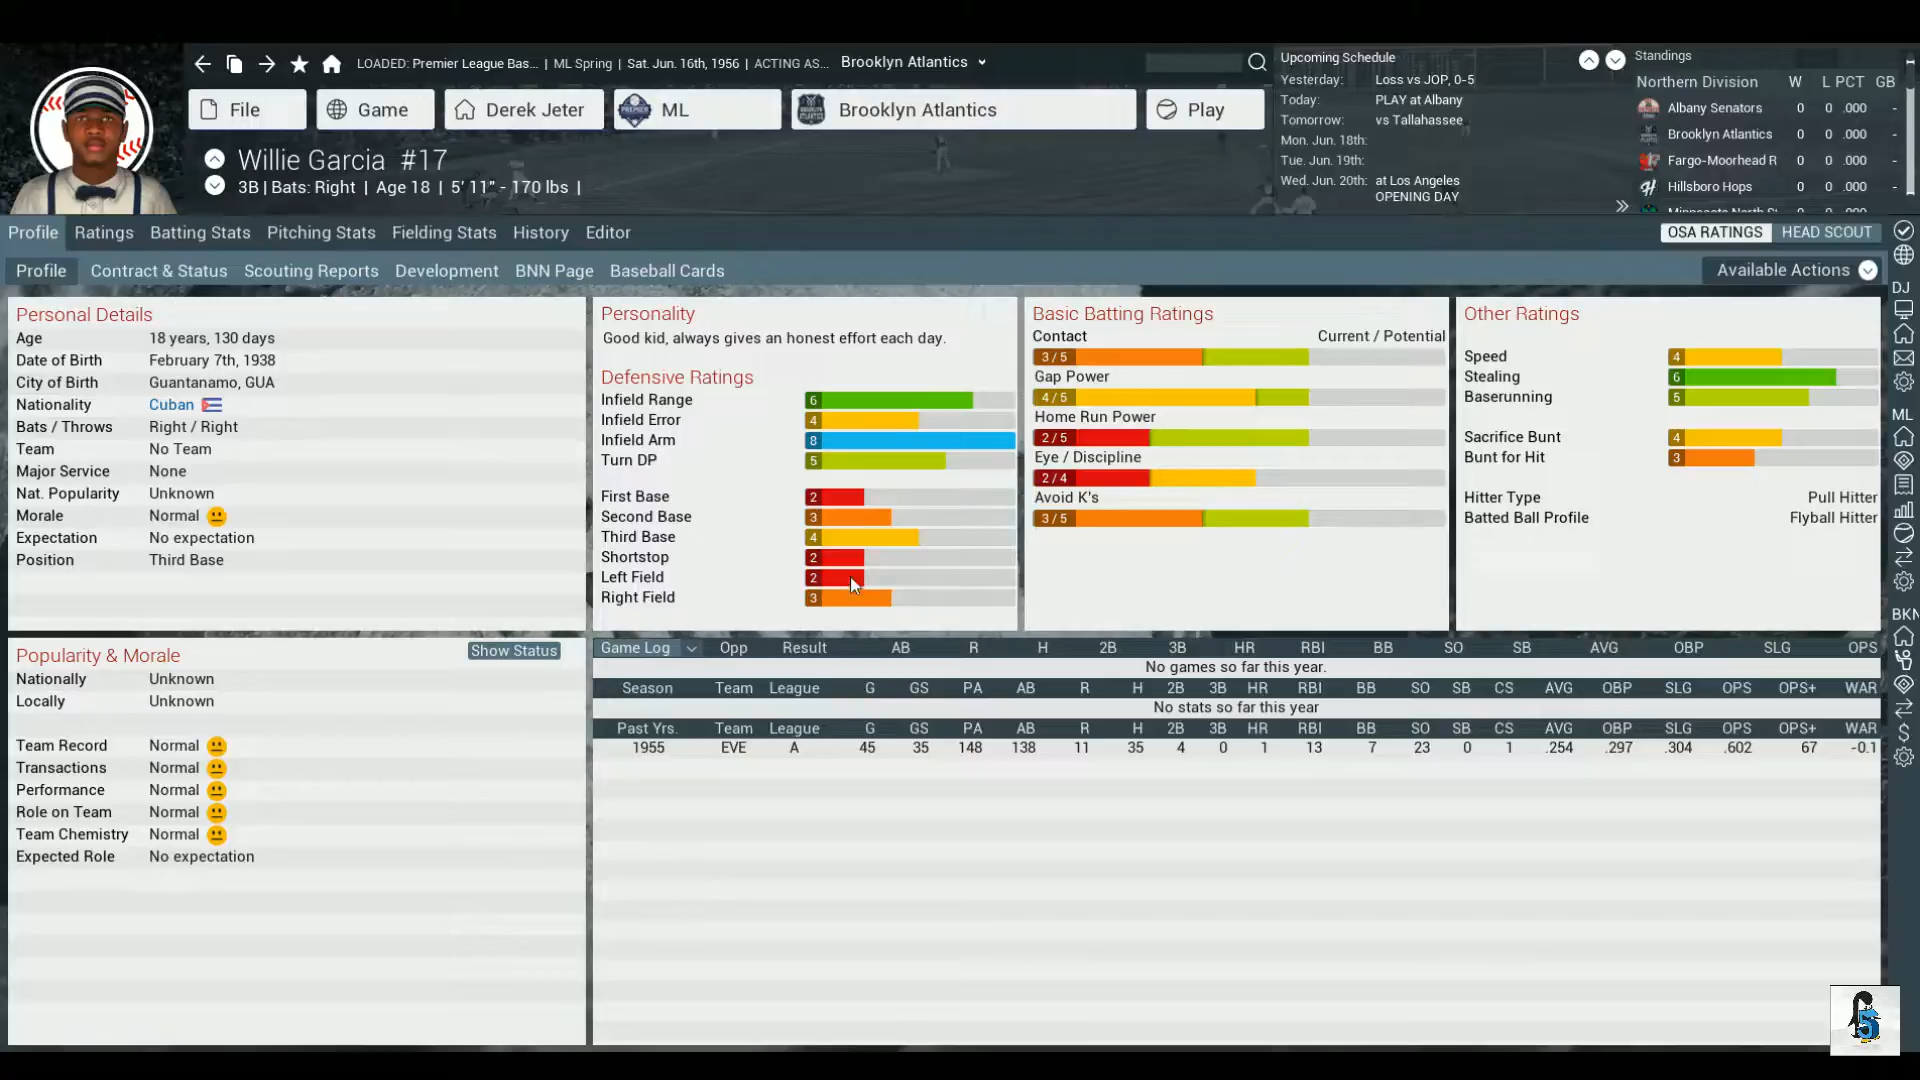 LOADED: Premier League Bas... | ML Spring | Sat. Jun. 16th, 1956 | ACTING AS... Brooklyn Atlantics
File Game Derek Jeter ML Brooklyn Atlantics Play
Willie Garcia #17
3B | Bats: Right | Age 18 | 5' 11" - 170 lbs |
Upcoming Schedule
Yesterday: Loss vs JOP, 0-5
Today: PLAY at Albany
Tomorrow: vs Tallahassee
Mon. Jun. 18th:
Tue. Jun. 19th:
Wed. Jun. 20th: at Los Angeles
OPENING DAY
Standings
Northern Division W L PCT GB
Albany Senators 0 0 .000 -
Brooklyn Atlantics 0 0 .000 -
Fargo-Moorhead R 0 0 .000 -
Hillsboro Hops 0 0 .000 -
Profile Ratings Batting Stats Pitching Stats Fielding Stats History Editor OSA RATINGS HEAD SCOUT
Profile Contract & Status Scouting Reports Development BNN Page Baseball Cards Available Actions
Personal Details
Age 18 years, 130 days
Date of Birth February 7th, 1938
City of Birth Guantanamo, GUA
Nationality Cuban
Bats / Throws Right / Right
Team No Team
Major Service None
Nat. Popularity Unknown
Morale Normal
Expectation No expectation
Position Third Base
Personality
Good kid, always gives an honest effort each day.
Defensive Ratings
Infield Range 6
Infield Error 4
Infield Arm 8
Turn DP 5
First Base 2
Second Base 3
Third Base 4
Shortstop 2
Left Field 2
Right Field 3
Basic Batting Ratings
Contact Current / Potential
3 / 5
Gap Power
4 / 5
Home Run Power
2 / 5
Eye / Discipline
2 / 4
Avoid K's
3 / 5
Other Ratings
Speed 4
Stealing 6
Baserunning 5
Sacrifice Bunt 4
Bunt for Hit 3
Hitter Type Pull Hitter
Batted Ball Profile Flyball Hitter
DJ
ML
BKN
Popularity & Morale Show Status
Nationally Unknown
Locally Unknown
Team Record Normal
Transactions Normal
Performance Normal
Role on Team Normal
Team Chemistry Normal
Expected Role No expectation
Game Log Opp Result AB R H 2B 3B HR RBI BB SO SB AVG OBP SLG OPS
No games so far this year.
Season Team League G GS PA AB R H 2B 3B HR RBI BB SO SB CS AVG OBP SLG OPS OPS+ WAR
No stats so far this year
Past Yrs. Team League G GS PA AB R H 2B 3B HR RBI BB SO SB CS AVG OBP SLG OPS OPS+ WAR
1955 EVE A 45 35 148 138 11 35 4 0 1 13 7 23 0 1 .254 .297 .304 .602 67 -0.1